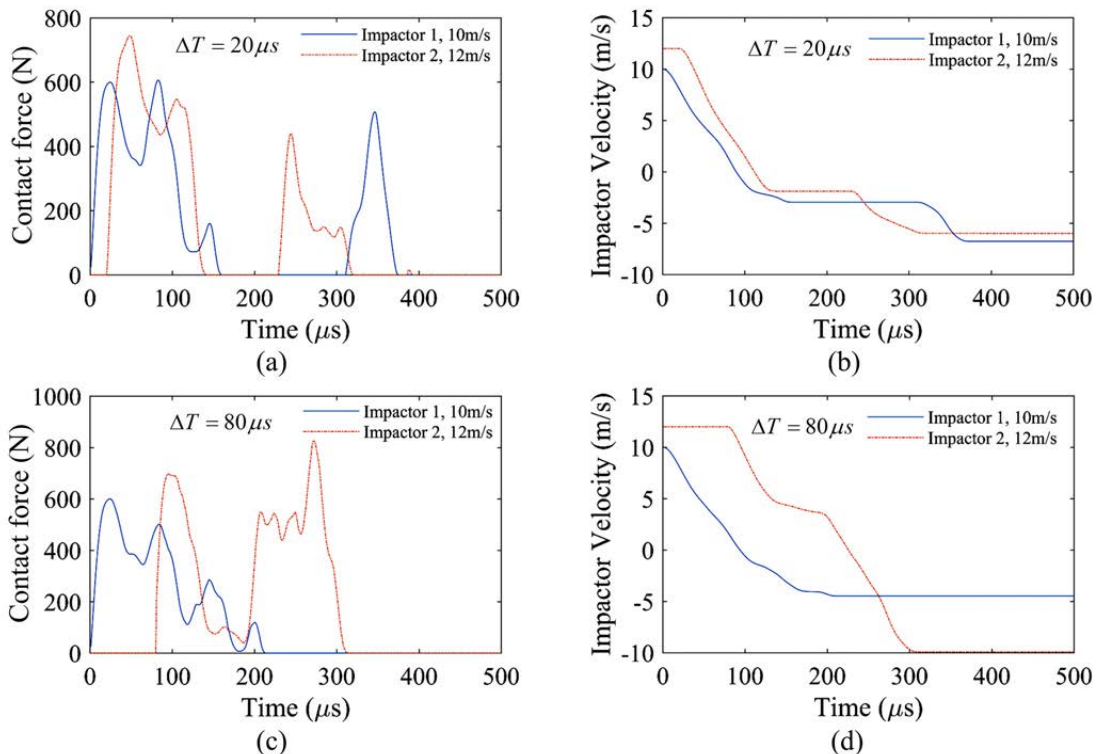 800
600
400
200
0
Contact force (N)
ΔT = 20μs
Impactor 1, 10m/s
Impactor 2, 12m/s
0 100 200 300 400 500
Time (μs)
(a)
15
10
5
0
-5
-10
Impactor Velocity (m/s)
ΔT = 20μs
Impactor 1, 10m/s
Impactor 2, 12m/s
0 100 200 300 400 500
Time (μs)
(b)
1000
800
600
400
200
0
Contact force (N)
ΔT = 80μs
Impactor 1, 10m/s
Impactor 2, 12m/s
0 100 200 300 400 500
Time (μs)
(c)
15
10
5
0
-5
-10
Impactor Velocity (m/s)
ΔT = 80μs
Impactor 1, 10m/s
Impactor 2, 12m/s
0 100 200 300 400 500
Time (μs)
(d)